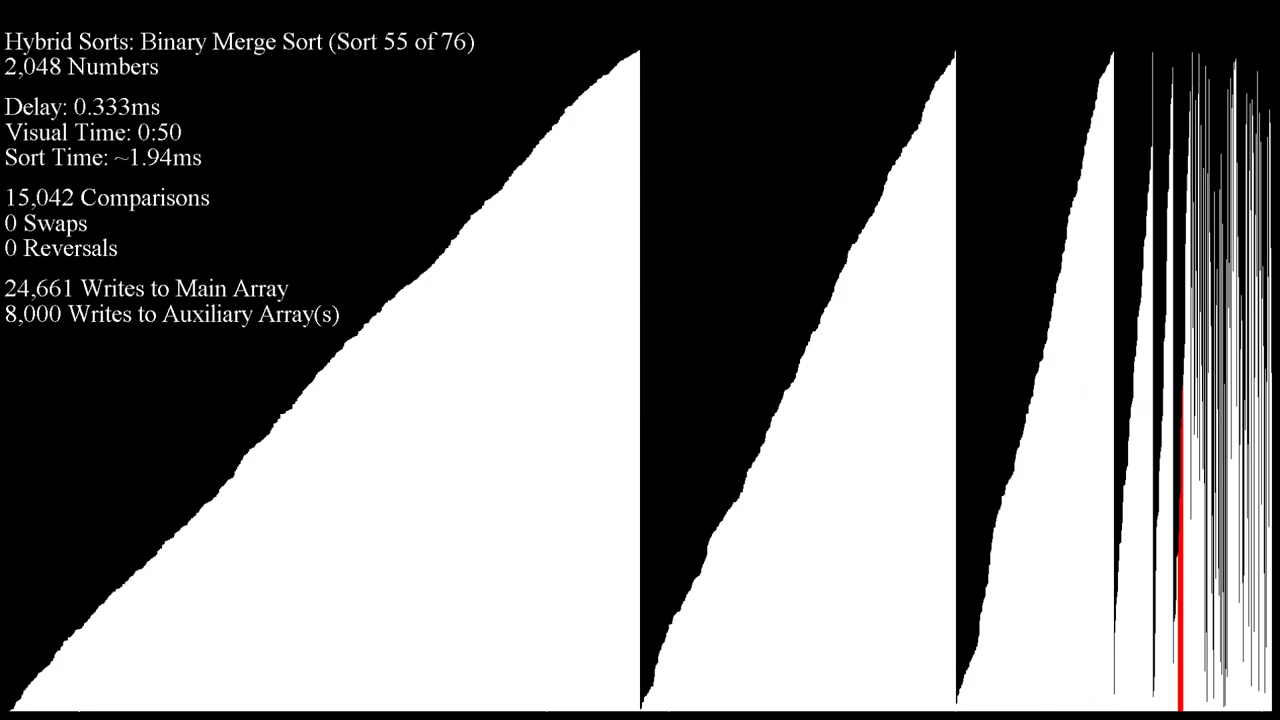 Hybrid Sorts: Binary Merge Sort (Sort 55 of 76)
2,048 Numbers
Delay: 0.333ms
Visual Time: 0:50
Sort Time: ~1.94ms
15,042 Comparisons
0 Swaps
0 Reversals
24,661 Writes to Main Array
8,000 Writes to Auxiliary Array(s)